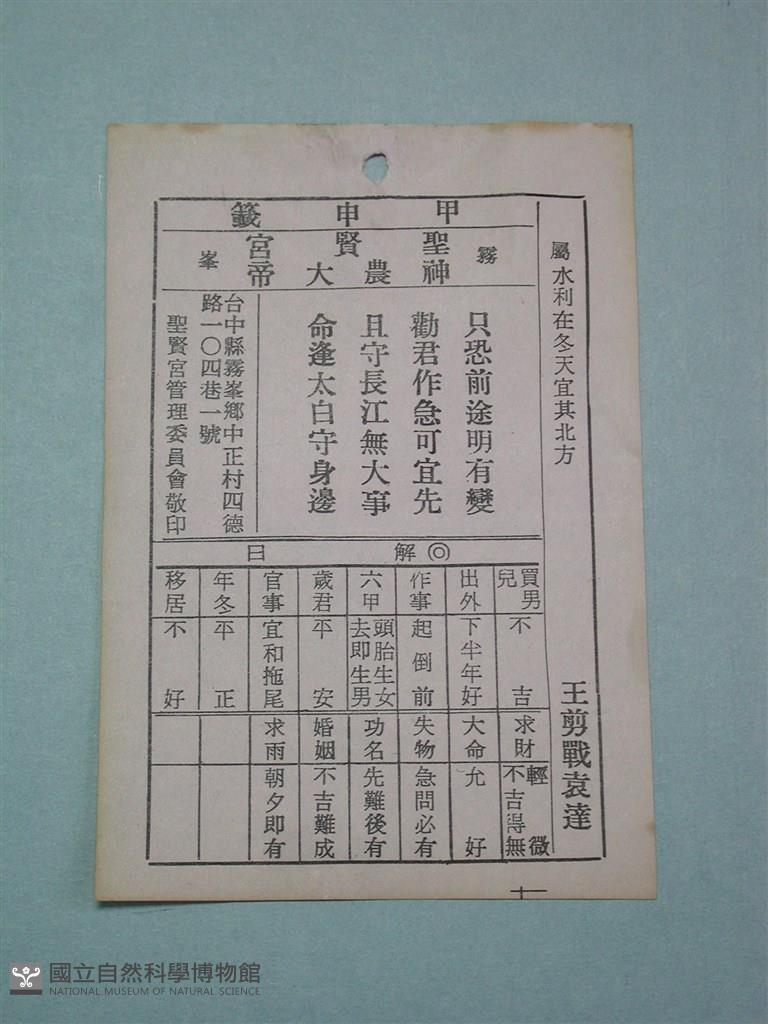 甲申籤
霧峯
聖賢宮
神農大帝
屬水利在冬天宜其北方
王剪戰袁達
只恐前途明有變
勸君作急可宜先
且守長江無大事
命逢太白守身邊
台中縣霧峯鄉中正村四德
路一〇四巷一號
聖賢宮管理委員會敬印
◎解曰
買男兒 不吉
出外 下半年好
作事 起倒前
六甲 頭胎生女去即生男
歲君 平安
官事 宜和拖尾
年冬 平正
移居 不好
求財 輕微不吉得無
大命 允好
失物 急問必有
功名 先難後有
婚姻 不吉難成
求雨 朝夕即有
國立自然科學博物館
NATIONAL MUSEUM OF NATURAL SCIENCE